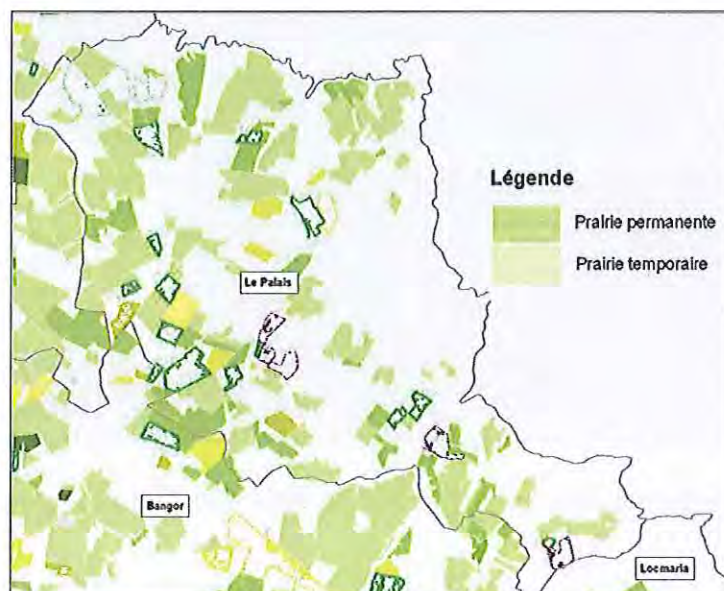 Légende
Prairie permanente
Prairie temporaire
Le Palais
Bangor
Locmaria